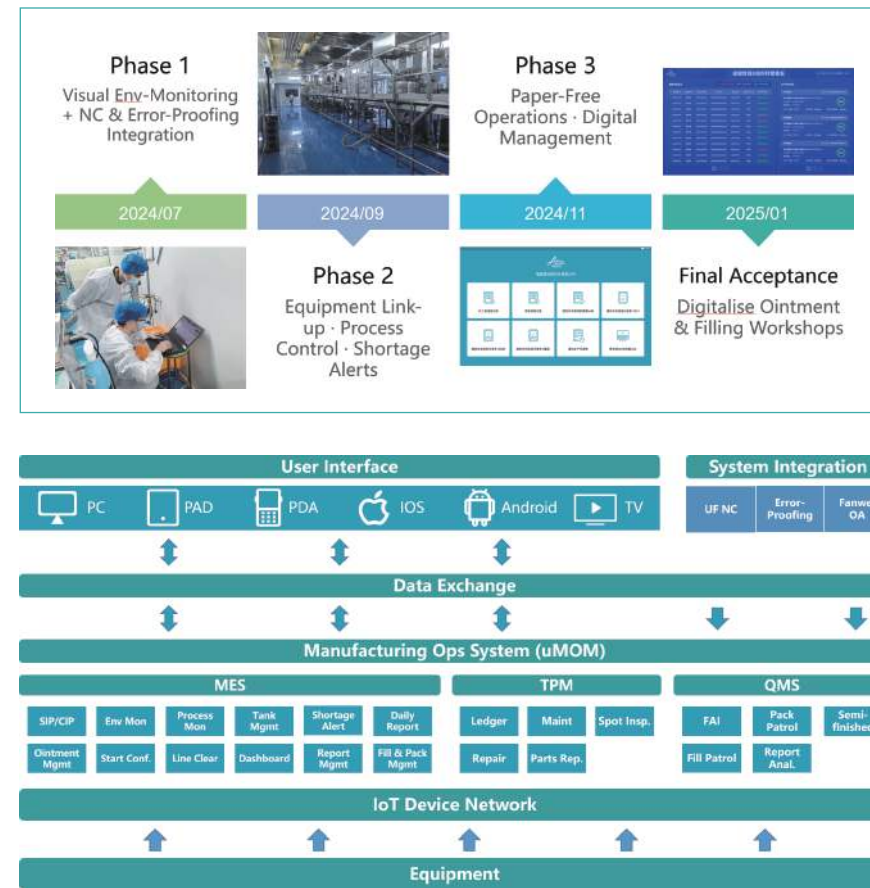 Phase 1
Visual Env-Monitoring
+ NC & Error-Proofing
Integration
Phase 3
Paper-Free
Operations · Digital
Management
2024/07
2024/09
2024/11
2025/01
Phase 2
Equipment Link-
up · Process
Control · Shortage
Alerts
Final Acceptance
Digitalise Ointment
& Filling Workshops
User Interface
System Integration
PC
PAD
PDA
IOS
Android
TV
UF NC
Error-
Proofing
OA
Data Exchange
Manufacturing Ops System (uMOM)
MES
TPM
QMS
SIP/CIP
Env Mon
Process
Mon
Tank
Mgmt
Shortage
Alert
Daily
Report
Ledger
Maint
Spot Insp.
FAI
Pack
Patrol
Semi-
finished
Ointment
Mgmt
Start Conf.
Line Clear
Dashboard
Report
Mgmt
Fill & Pack
Mgmt
Repair
Parts Rep.
Fill Patrol
Report
Anal.
IoT Device Network
Equipment